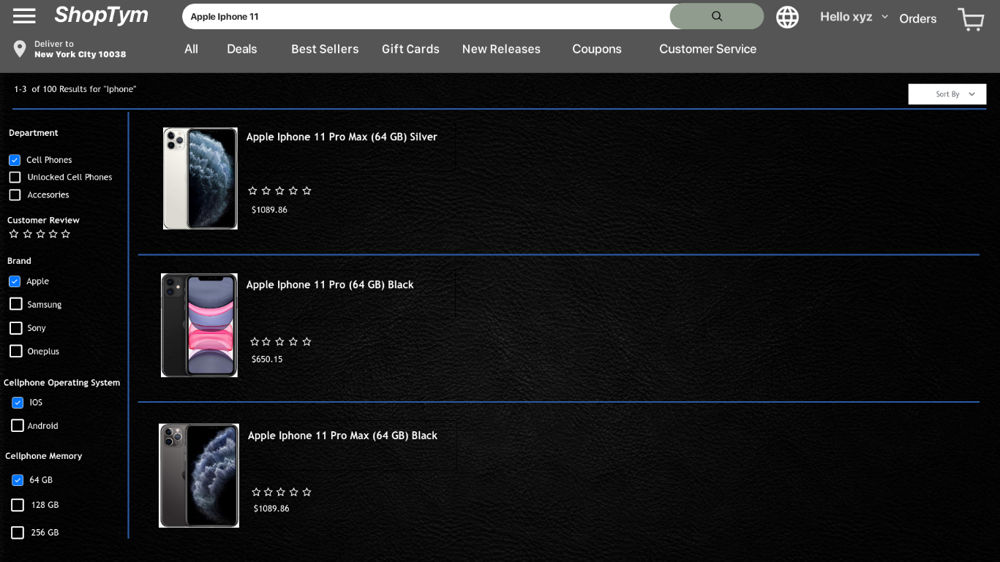 ShopTym
Apple Iphone 11
Hello xyz
Orders
Deliver to
New York CIty 10038
All
Deals
Best Sellers
Gift Cards
New Releases
Coupons
Customer Service
1-3 of 100 Results for "Iphone"
Sort By
Department
Cell Phones
Unlocked Cell Phones
Accesories
Customer Review
Brand
Apple
Samsung
Sony
Oneplus
Cellphone Operating System
IOS
Android
Cellphone Memory
64 GB
128 GB
256 GB
Apple Iphone 11 Pro Max (64 GB) Silver
$1089.86
Apple Iphone 11 Pro (64 GB) Black
$650.15
Apple Iphone 11 Pro Max (64 GB) Black
$1089.86